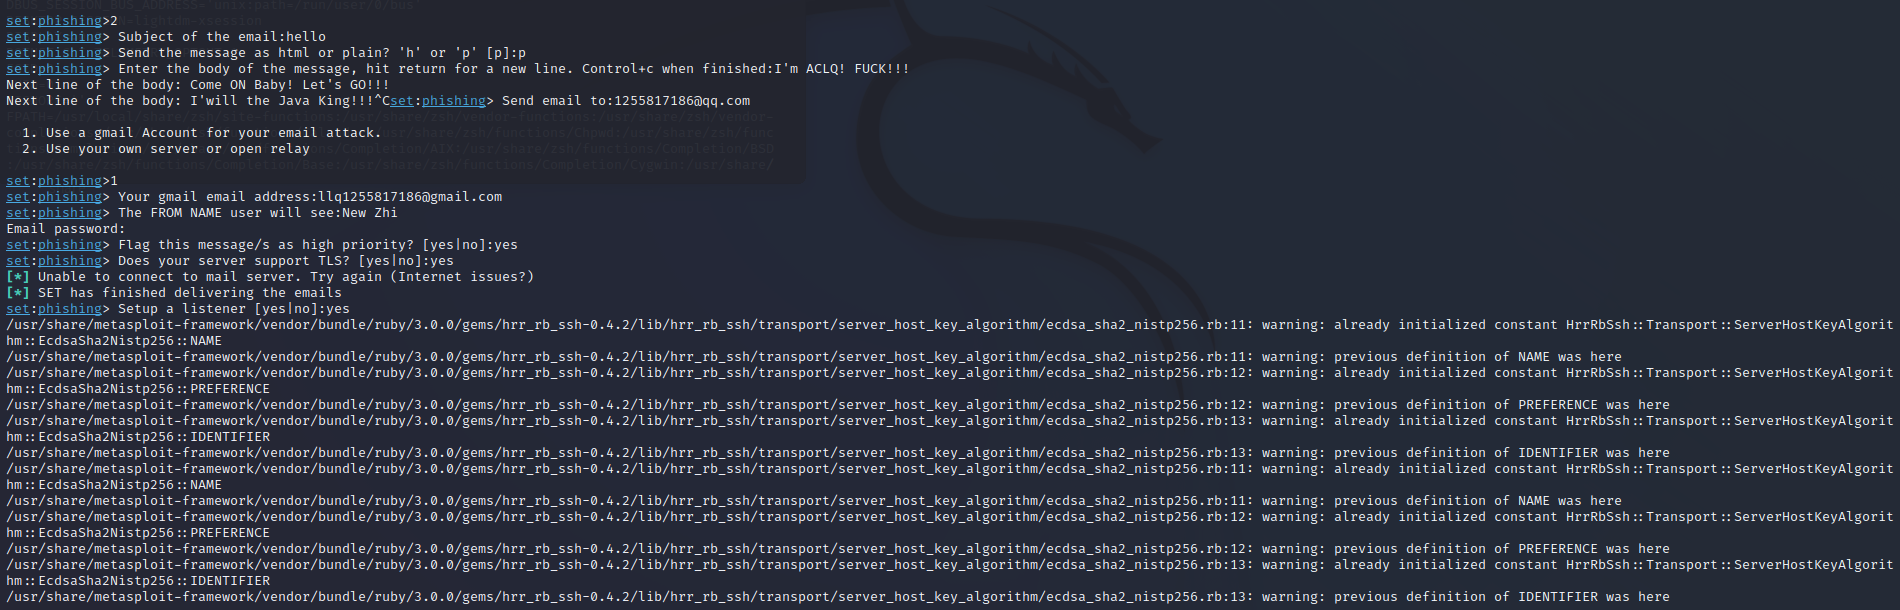 DBUS_SESSION_BUS_ADDRESS='unix:path=/run/user/0/bus'
set:phishing>2
set:phishing> Subject of the email:hello
set:phishing> Send the message as html or plain? 'h' or 'p' [p]:p
set:phishing> Enter the body of the message, hit return for a new line. Control+c when finished:I'm ACLQ! FUCK!!!
Next line of the body: Come ON Baby! Let's GO!!!
Next line of the body: I'will the Java King!!!^Cset:phishing> Send email to:1255817186@qq.com
1. Use a gmail Account for your email attack.
2. Use your own server or open relay
set:phishing>1
set:phishing> Your gmail email address:llq1255817186@gmail.com
set:phishing> The FROM NAME user will see:New Zhi
Email password:
set:phishing> Flag this message/s as high priority? [yes|no]:yes
set:phishing> Does your server support TLS? [yes|no]:yes
[*] Unable to connect to mail server. Try again (Internet issues?)
[*] SET has finished delivering the emails
set:phishing> Setup a listener [yes|no]:yes
/usr/share/metasploit-framework/vendor/bundle/ruby/3.0.0/gems/hrr_rb_ssh-0.4.2/lib/hrr_rb_ssh/transport/server_host_key_algorithm/ecdsa_sha2_nistp256.rb:11: warning: already initialized constant HrrRbSsh::Transport::ServerHostKeyAlgorit
hm::EcdsaSha2Nistp256::NAME
/usr/share/metasploit-framework/vendor/bundle/ruby/3.0.0/gems/hrr_rb_ssh-0.4.2/lib/hrr_rb_ssh/transport/server_host_key_algorithm/ecdsa_sha2_nistp256.rb:11: warning: previous definition of NAME was here
/usr/share/metasploit-framework/vendor/bundle/ruby/3.0.0/gems/hrr_rb_ssh-0.4.2/lib/hrr_rb_ssh/transport/server_host_key_algorithm/ecdsa_sha2_nistp256.rb:12: warning: already initialized constant HrrRbSsh::Transport::ServerHostKeyAlgorit
hm::EcdsaSha2Nistp256::PREFERENCE
/usr/share/metasploit-framework/vendor/bundle/ruby/3.0.0/gems/hrr_rb_ssh-0.4.2/lib/hrr_rb_ssh/transport/server_host_key_algorithm/ecdsa_sha2_nistp256.rb:12: warning: previous definition of PREFERENCE was here
/usr/share/metasploit-framework/vendor/bundle/ruby/3.0.0/gems/hrr_rb_ssh-0.4.2/lib/hrr_rb_ssh/transport/server_host_key_algorithm/ecdsa_sha2_nistp256.rb:13: warning: already initialized constant HrrRbSsh::Transport::ServerHostKeyAlgorit
hm::EcdsaSha2Nistp256::IDENTIFIER
/usr/share/metasploit-framework/vendor/bundle/ruby/3.0.0/gems/hrr_rb_ssh-0.4.2/lib/hrr_rb_ssh/transport/server_host_key_algorithm/ecdsa_sha2_nistp256.rb:13: warning: previous definition of IDENTIFIER was here
/usr/share/metasploit-framework/vendor/bundle/ruby/3.0.0/gems/hrr_rb_ssh-0.4.2/lib/hrr_rb_ssh/transport/server_host_key_algorithm/ecdsa_sha2_nistp256.rb:11: warning: already initialized constant HrrRbSsh::Transport::ServerHostKeyAlgorit
hm::EcdsaSha2Nistp256::NAME
/usr/share/metasploit-framework/vendor/bundle/ruby/3.0.0/gems/hrr_rb_ssh-0.4.2/lib/hrr_rb_ssh/transport/server_host_key_algorithm/ecdsa_sha2_nistp256.rb:11: warning: previous definition of NAME was here
/usr/share/metasploit-framework/vendor/bundle/ruby/3.0.0/gems/hrr_rb_ssh-0.4.2/lib/hrr_rb_ssh/transport/server_host_key_algorithm/ecdsa_sha2_nistp256.rb:12: warning: already initialized constant HrrRbSsh::Transport::ServerHostKeyAlgorit
hm::EcdsaSha2Nistp256::PREFERENCE
/usr/share/metasploit-framework/vendor/bundle/ruby/3.0.0/gems/hrr_rb_ssh-0.4.2/lib/hrr_rb_ssh/transport/server_host_key_algorithm/ecdsa_sha2_nistp256.rb:12: warning: previous definition of PREFERENCE was here
/usr/share/metasploit-framework/vendor/bundle/ruby/3.0.0/gems/hrr_rb_ssh-0.4.2/lib/hrr_rb_ssh/transport/server_host_key_algorithm/ecdsa_sha2_nistp256.rb:13: warning: already initialized constant HrrRbSsh::Transport::ServerHostKeyAlgorit
hm::EcdsaSha2Nistp256::IDENTIFIER
/usr/share/metasploit-framework/vendor/bundle/ruby/3.0.0/gems/hrr_rb_ssh-0.4.2/lib/hrr_rb_ssh/transport/server_host_key_algorithm/ecdsa_sha2_nistp256.rb:13: warning: previous definition of IDENTIFIER was here